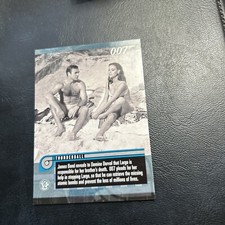 007
THUNDERBALL
James Bond reveals to Domino Derval that Largo is
responsible for her brother's death. 007 pleads for her
help in stopping Largo, so that he can retrieve the missing
atomic bombs and prevent the loss of millions of lives.